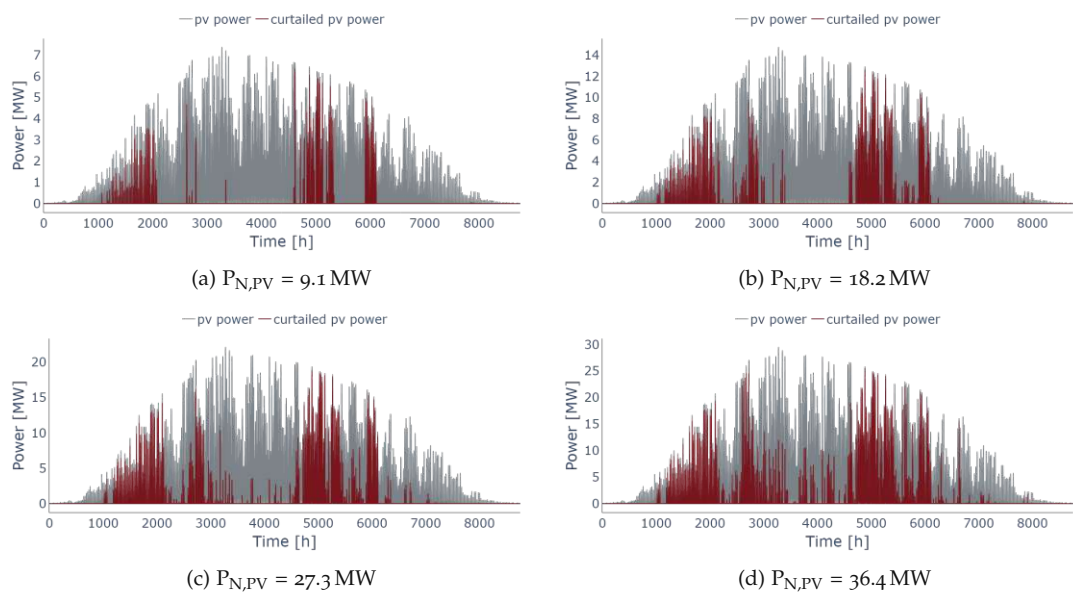 pv power curtailed pv power
Power [MW]
7
6
5
4
3
2
1
0
0 1000 2000 3000 4000 5000 6000 7000 8000
Time [h]
(a) P_N,PV = 9.1 MW
pv power curtailed pv power
Power [MW]
14
12
10
8
6
4
2
0
0 1000 2000 3000 4000 5000 6000 7000 8000
Time [h]
(b) P_N,PV = 18.2 MW
pv power curtailed pv power
Power [MW]
20
15
10
5
0
0 1000 2000 3000 4000 5000 6000 7000 8000
Time [h]
(c) P_N,PV = 27.3 MW
pv power curtailed pv power
Power [MW]
30
25
20
15
10
5
0
0 1000 2000 3000 4000 5000 6000 7000 8000
Time [h]
(d) P_N,PV = 36.4 MW